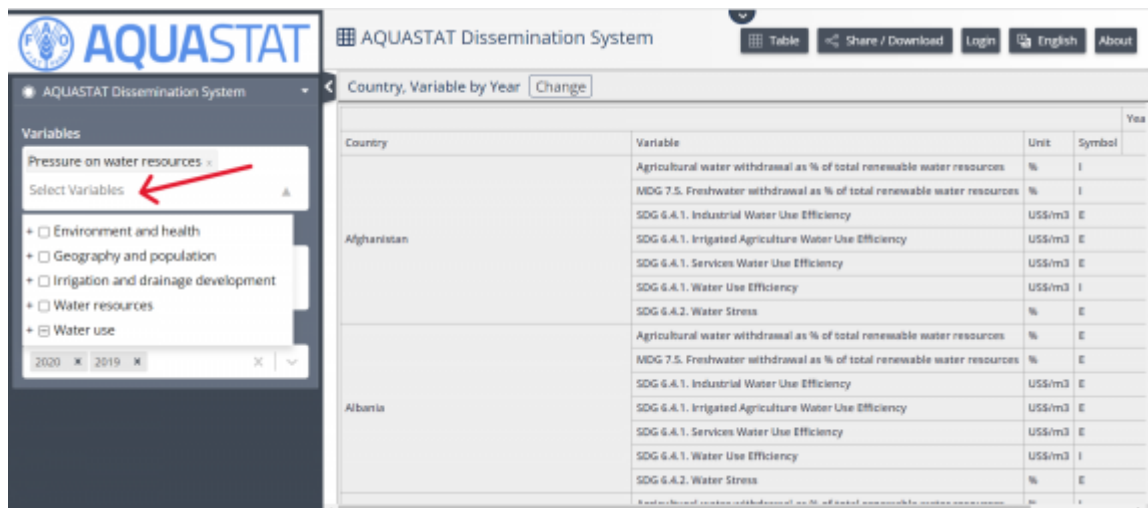 AQUASTAT
AQUASTAT Dissemination System
Table
Share / Download
Login
English
About
AQUASTAT Dissemination System
Country, Variable by Year Change
Variables
Pressure on water resources ×
Select Variables
+ Environment and health
+ Geography and population
+ Irrigation and drainage development
+ Water resources
+ Water use
2020 × 2019 ×
Yea
Country Variable Unit Symbol
Afghanistan
Agricultural water withdrawal as % of total renewable water resources % I
MDG 7.5. Freshwater withdrawal as % of total renewable water resources % I
SDG 6.4.1. Industrial Water Use Efficiency US$/m3 E
SDG 6.4.1. Irrigated Agriculture Water Use Efficiency US$/m3 E
SDG 6.4.1. Services Water Use Efficiency US$/m3 E
SDG 6.4.1. Water Use Efficiency US$/m3 I
SDG 6.4.2. Water Stress % E
Albania
Agricultural water withdrawal as % of total renewable water resources % E
MDG 7.5. Freshwater withdrawal as % of total renewable water resources % E
SDG 6.4.1. Industrial Water Use Efficiency US$/m3 E
SDG 6.4.1. Irrigated Agriculture Water Use Efficiency US$/m3 E
SDG 6.4.1. Services Water Use Efficiency US$/m3 E
SDG 6.4.1. Water Use Efficiency US$/m3 I
SDG 6.4.2. Water Stress % E